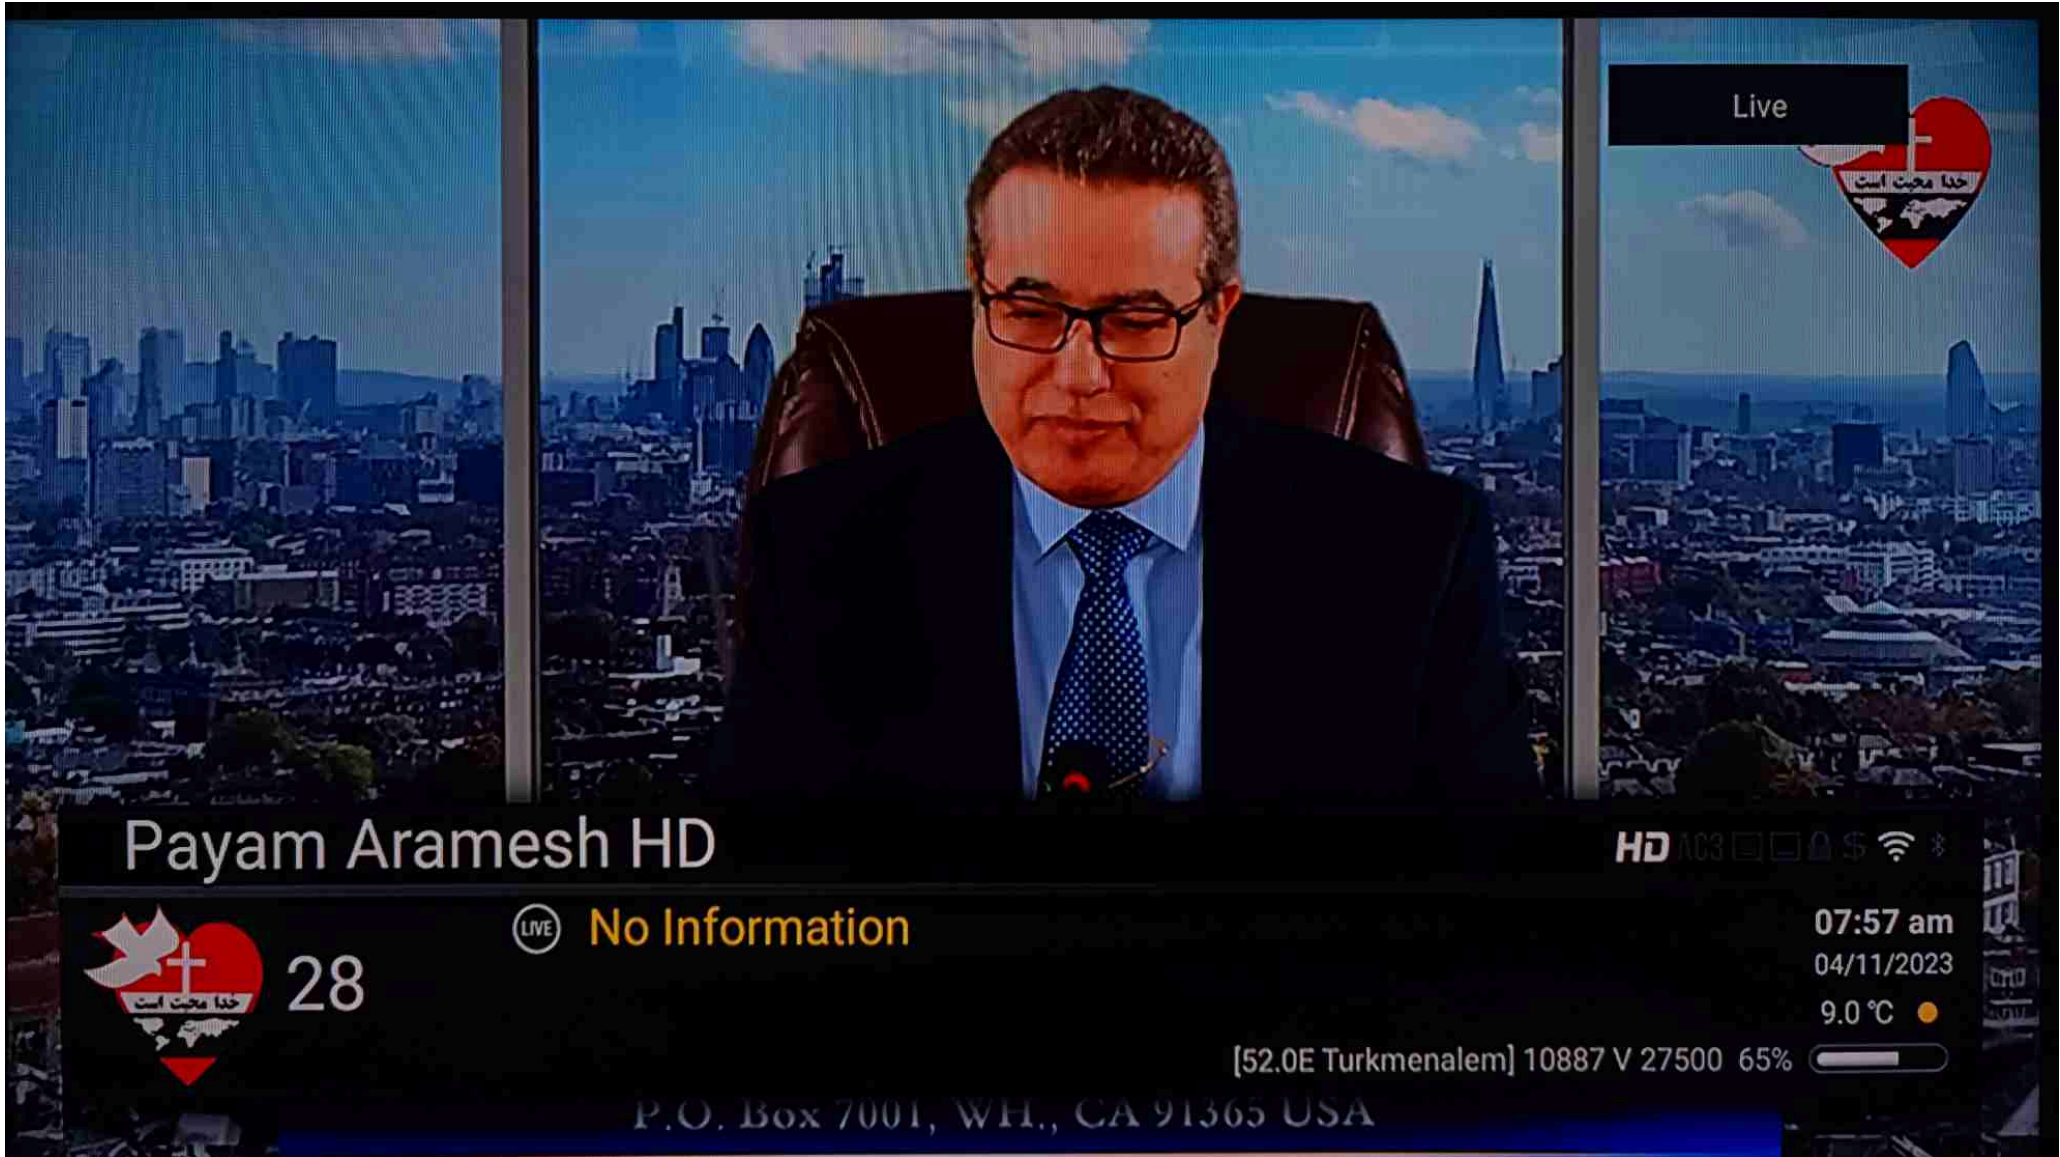 Live
خدا محبت است
Payam Aramesh HD
HD AC3 $
LIVE No Information
07:57 am
خدا محبت است
28
04/11/2023
9.0 °C
[52.0E Turkmenalem] 10887 V 27500 65%
P.O. Box 7001, WH., CA 91365 USA